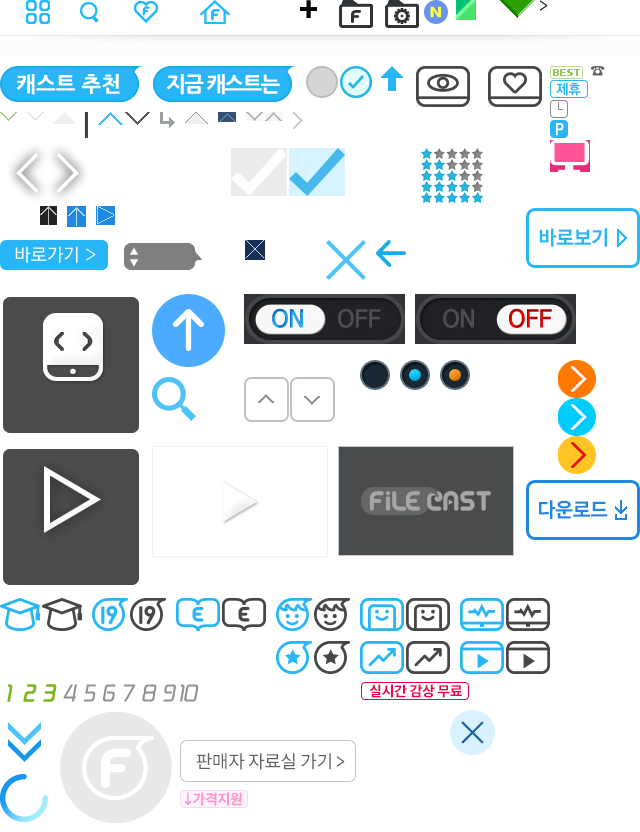 F F F N
캐스트 추천 지금 캐스트는
BEST
제휴
P
바로보기
바로가기 >
ON OFF ON OFF
FiLE CAST
다운로드
19 19 E E
실시간 감상 무료
1 2 3 4 5 6 7 8 9 10
F
판매자 자료실 가기 >
↓가격지원